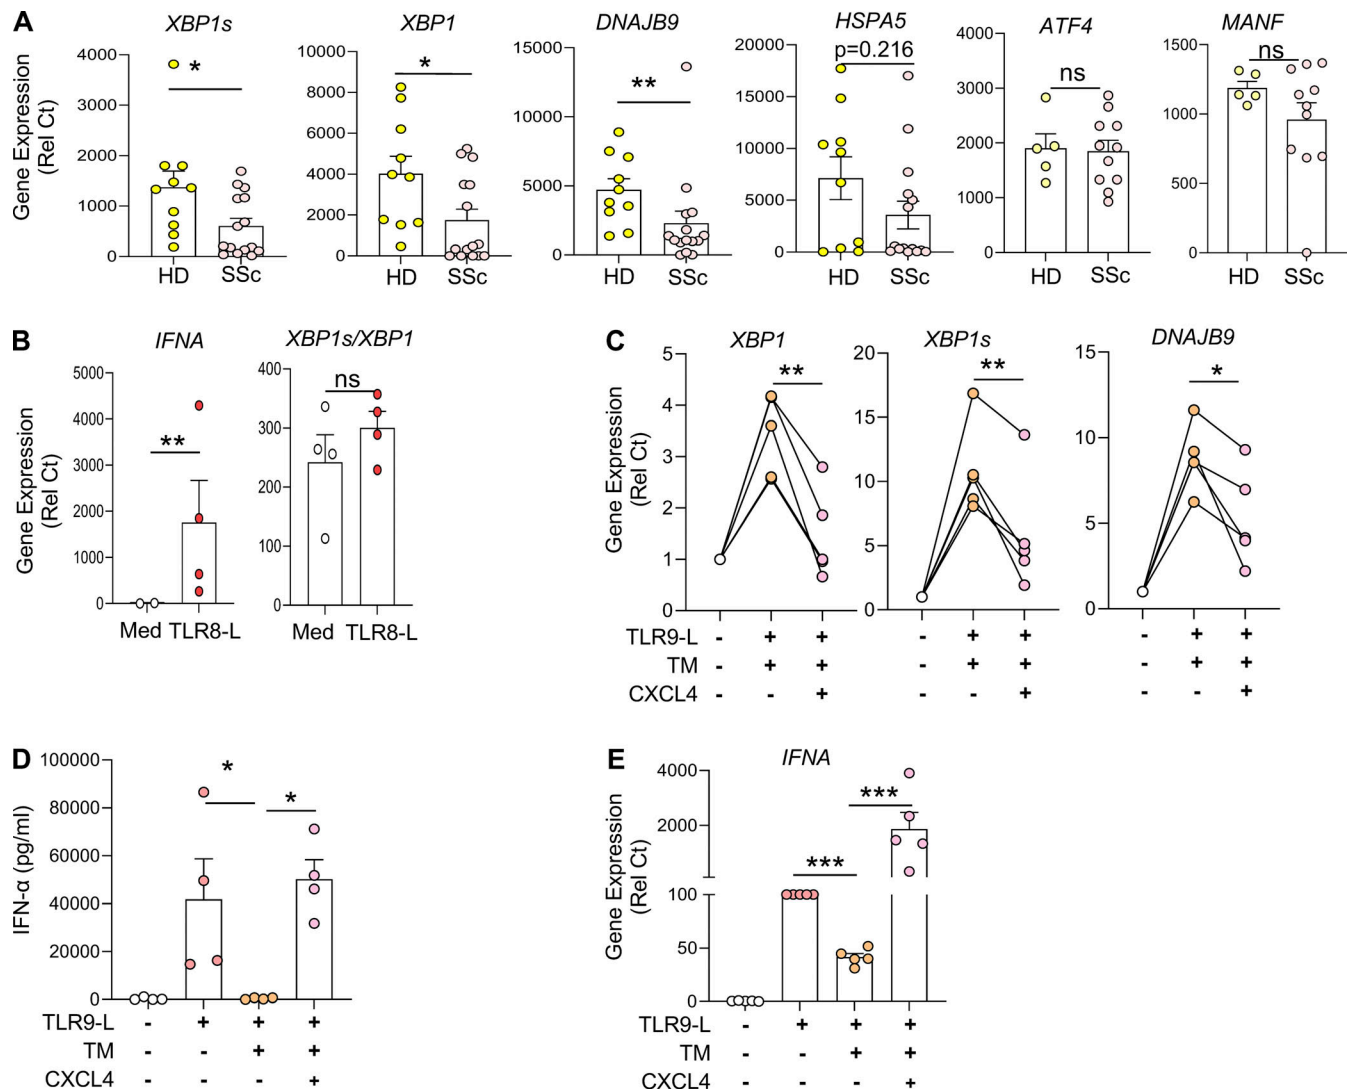 A
XBP1s
XBP1
DNAJB9
HSPA5
ATF4
MANF
Gene Expression
(Rel Ct)
4000
3000
2000
1000
0
*
HD
SSc
10000
8000
6000
4000
2000
0
*
HD
SSc
15000
10000
5000
0
**
HD
SSc
20000
15000
10000
5000
0
p=0.216
HD
SSc
4000
3000
2000
1000
0
ns
HD
SSc
1500
1000
500
0
ns
HD
SSc
B
IFNA
Gene Expression
(Rel Ct)
5000
4000
3000
2000
1000
0
**
Med TLR8-L
XBP1s/XBP1
400
300
200
100
0
ns
Med TLR8-L
C
XBP1
Gene Expression
(Rel Ct)
5
4
3
2
1
0
**
XBP1s
20
15
10
5
0
**
DNAJB9
15
10
5
0
*
TLR9-L - + + - + + - + +
TM - + + - + + - + +
CXCL4 - - + - - + - - +
D
IFN-α (pg/ml)
100000
80000
60000
40000
20000
0
*
*
TLR9-L - + + +
TM - - + +
CXCL4 - - - +
E
IFNA
Gene Expression
(Rel Ct)
4000
2000
100
50
0
***
***
TLR9-L - + + +
TM - - + +
CXCL4 - - - +